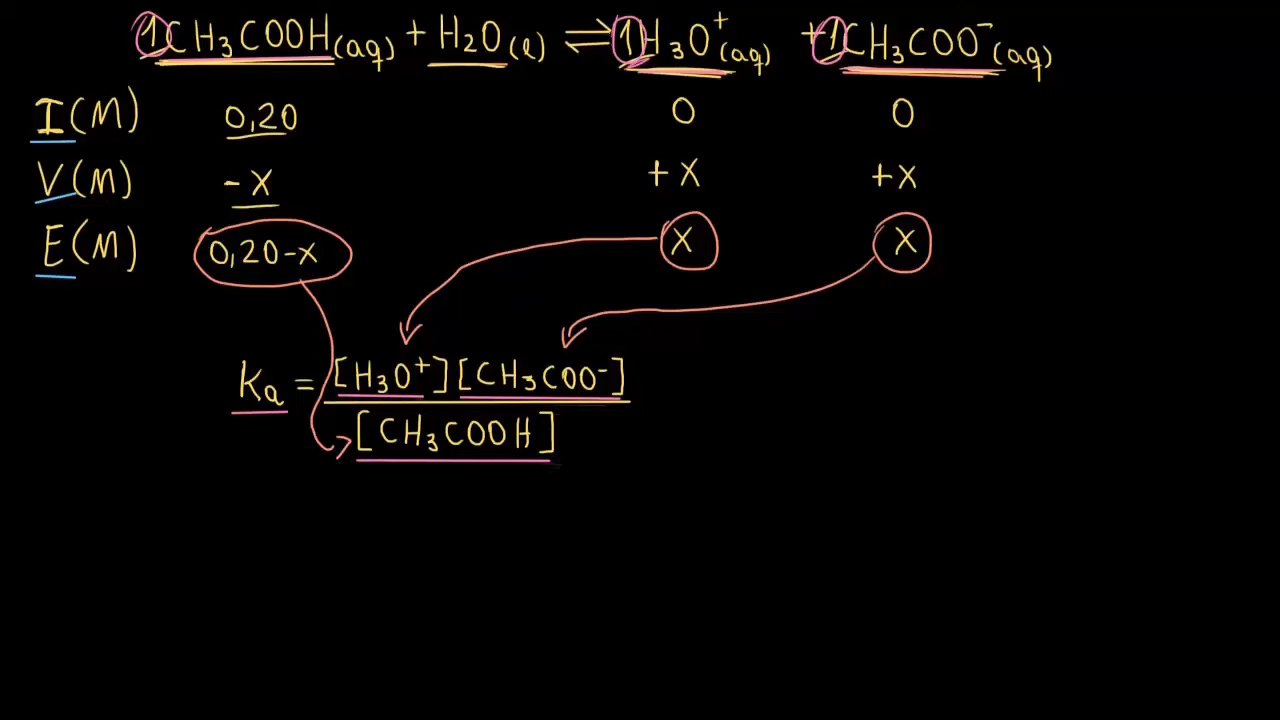 1CH₃COOH(aq) + H₂O(l) ⇌ 1H₃O⁺(aq) + 1CH₃COO⁻(aq)
I(M) 0,20 0 0
V(M) -X +X +X
E(M) 0,20-X X X
Ka = [H₃O⁺][CH₃COO⁻]
[CH₃COOH]